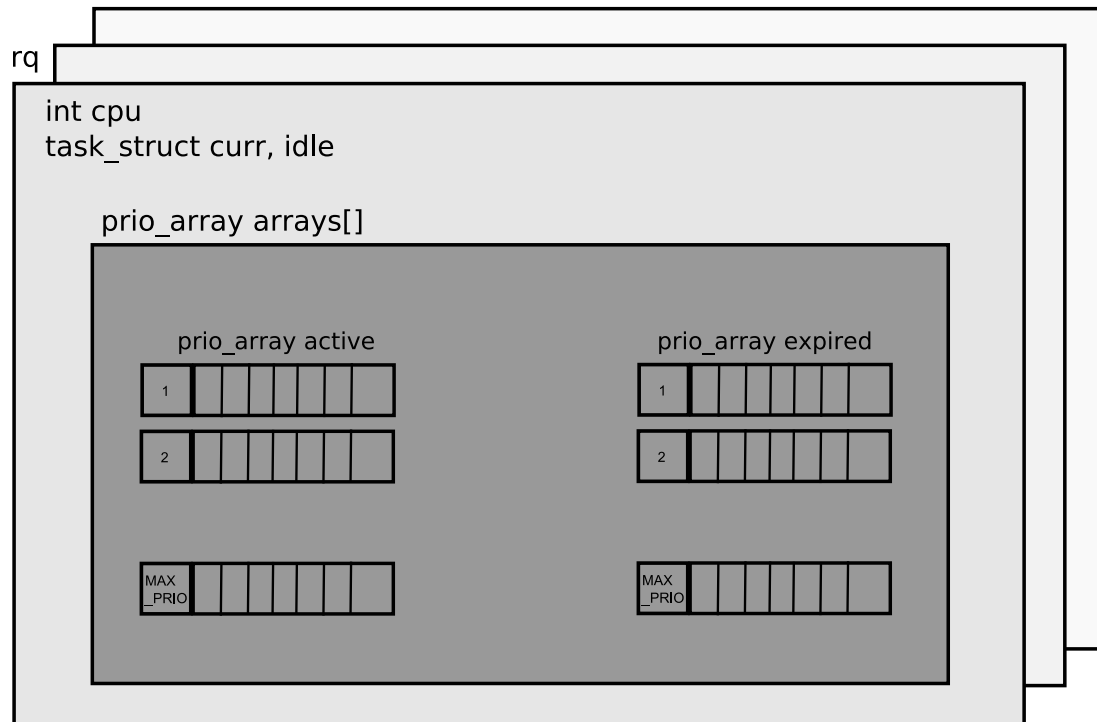 rq
int cpu
task_struct curr, idle
prio_array arrays[]
prio_array active
prio_array expired
1
1
2
2
MAX
_PRIO
MAX
_PRIO